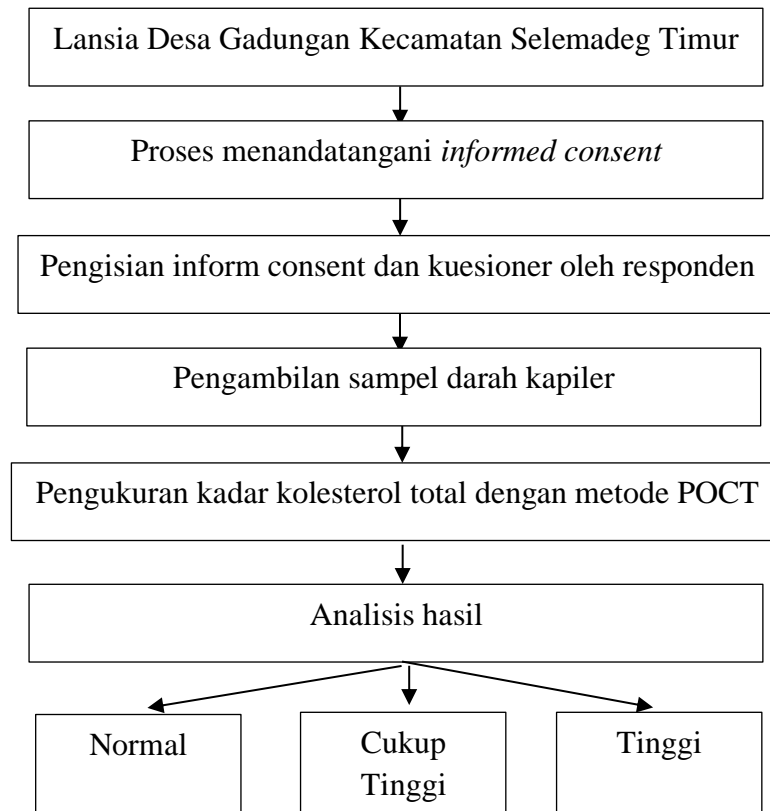 Lansia Desa Gadungan Kecamatan Selemadeg Timur
Proses menandatangani informed consent
Pengisian inform consent dan kuesioner oleh responden
Pengambilan sampel darah kapiler
Pengukuran kadar kolesterol total dengan metode POCT
Analisis hasil
Normal
Cukup
Tinggi
Tinggi